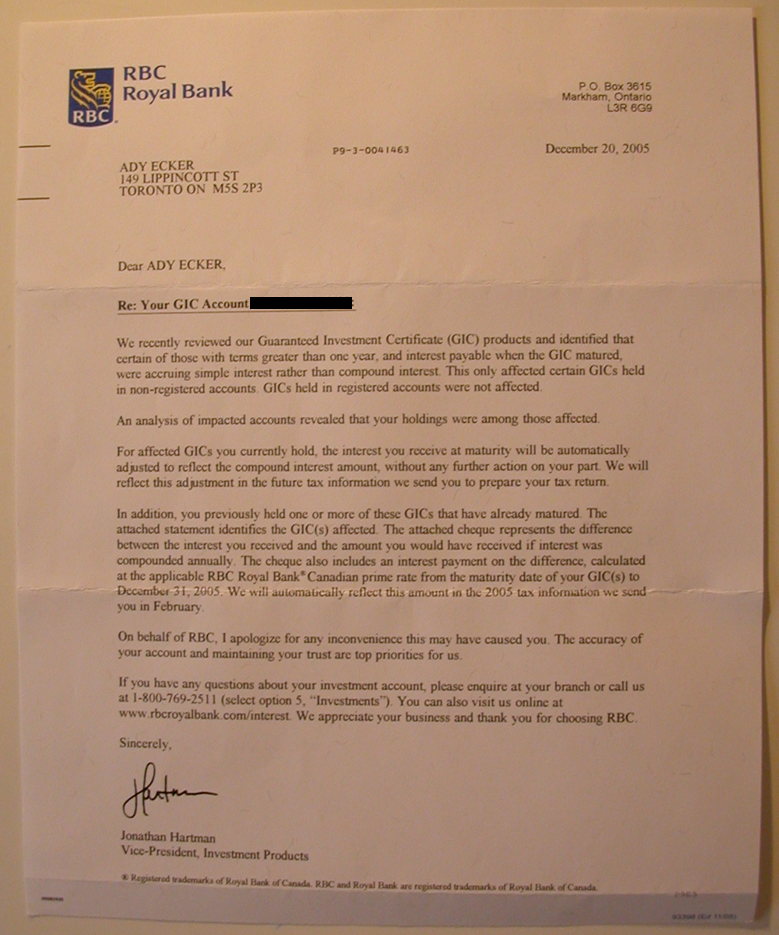 RBC
Royal Bank
RBC
P.O. Box 3615
Markham, Ontario
L3R 6G9
P9-3-0041463
December 20, 2005
ADY ECKER
149 LIPPINCOTT ST
TORONTO ON M5S 2P3
Dear ADY ECKER,
Re: Your GIC Account
We recently reviewed our Guaranteed Investment Certificate (GIC) products and identified that
certain of those with terms greater than one year, and interest payable when the GIC matured,
were accruing simple interest rather than compound interest. This only affected certain GICs held
in non-registered accounts. GICs held in registered accounts were not affected.
An analysis of impacted accounts revealed that your holdings were among those affected.
For affected GICs you currently hold, the interest you receive at maturity will be automatically
adjusted to reflect the compound interest amount, without any further action on your part. We will
reflect this adjustment in the future tax information we send you to prepare your tax return.
In addition, you previously held one or more of these GICs that have already matured. The
attached statement identifies the GIC(s) affected. The attached cheque represents the difference
between the interest you received and the amount you would have received if interest was
compounded annually. The cheque also includes an interest payment on the difference, calculated
at the applicable RBC Royal Bank® Canadian prime rate from the maturity date of your GIC(s) to
December 31, 2005. We will automatically reflect this amount in the 2005 tax information we send
you in February.
On behalf of RBC, I apologize for any inconvenience this may have caused you. The accuracy of
your account and maintaining your trust are top priorities for us.
If you have any questions about your investment account, please enquire at your branch or call us
at 1-800-769-2511 (select option 5, "Investments"). You can also visit us online at
www.rbcroyalbank.com/interest. We appreciate your business and thank you for choosing RBC.
Sincerely,
Hartman
Jonathan Hartman
Vice-President, Investment Products
® Registered trademarks of Royal Bank of Canada. RBC and Royal Bank are registered trademarks of Royal Bank of Canada.